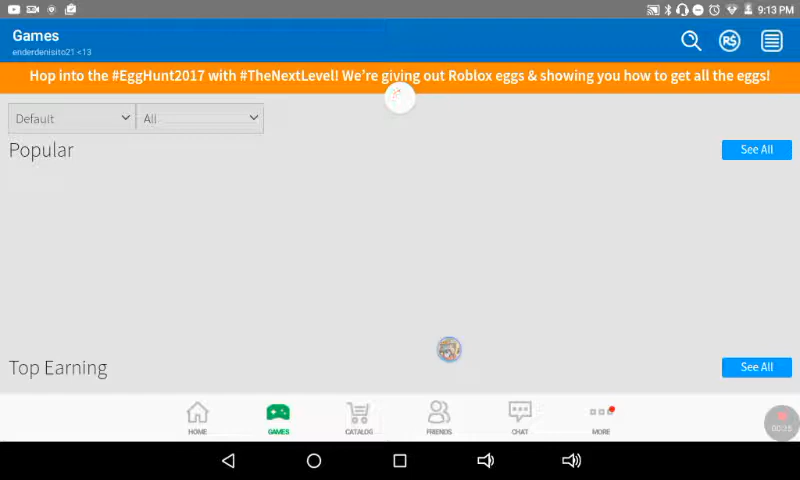 9:13 PM
Games
enderdenisito21 <13
R$
Hop into the #EggHunt2017 with #TheNextLevel! We're giving out Roblox eggs & showing you how to get all the eggs!
Default
All
Popular
See All
Top Earning
See All
HOME
GAMES
CATALOG
FRIENDS
CHAT
MORE